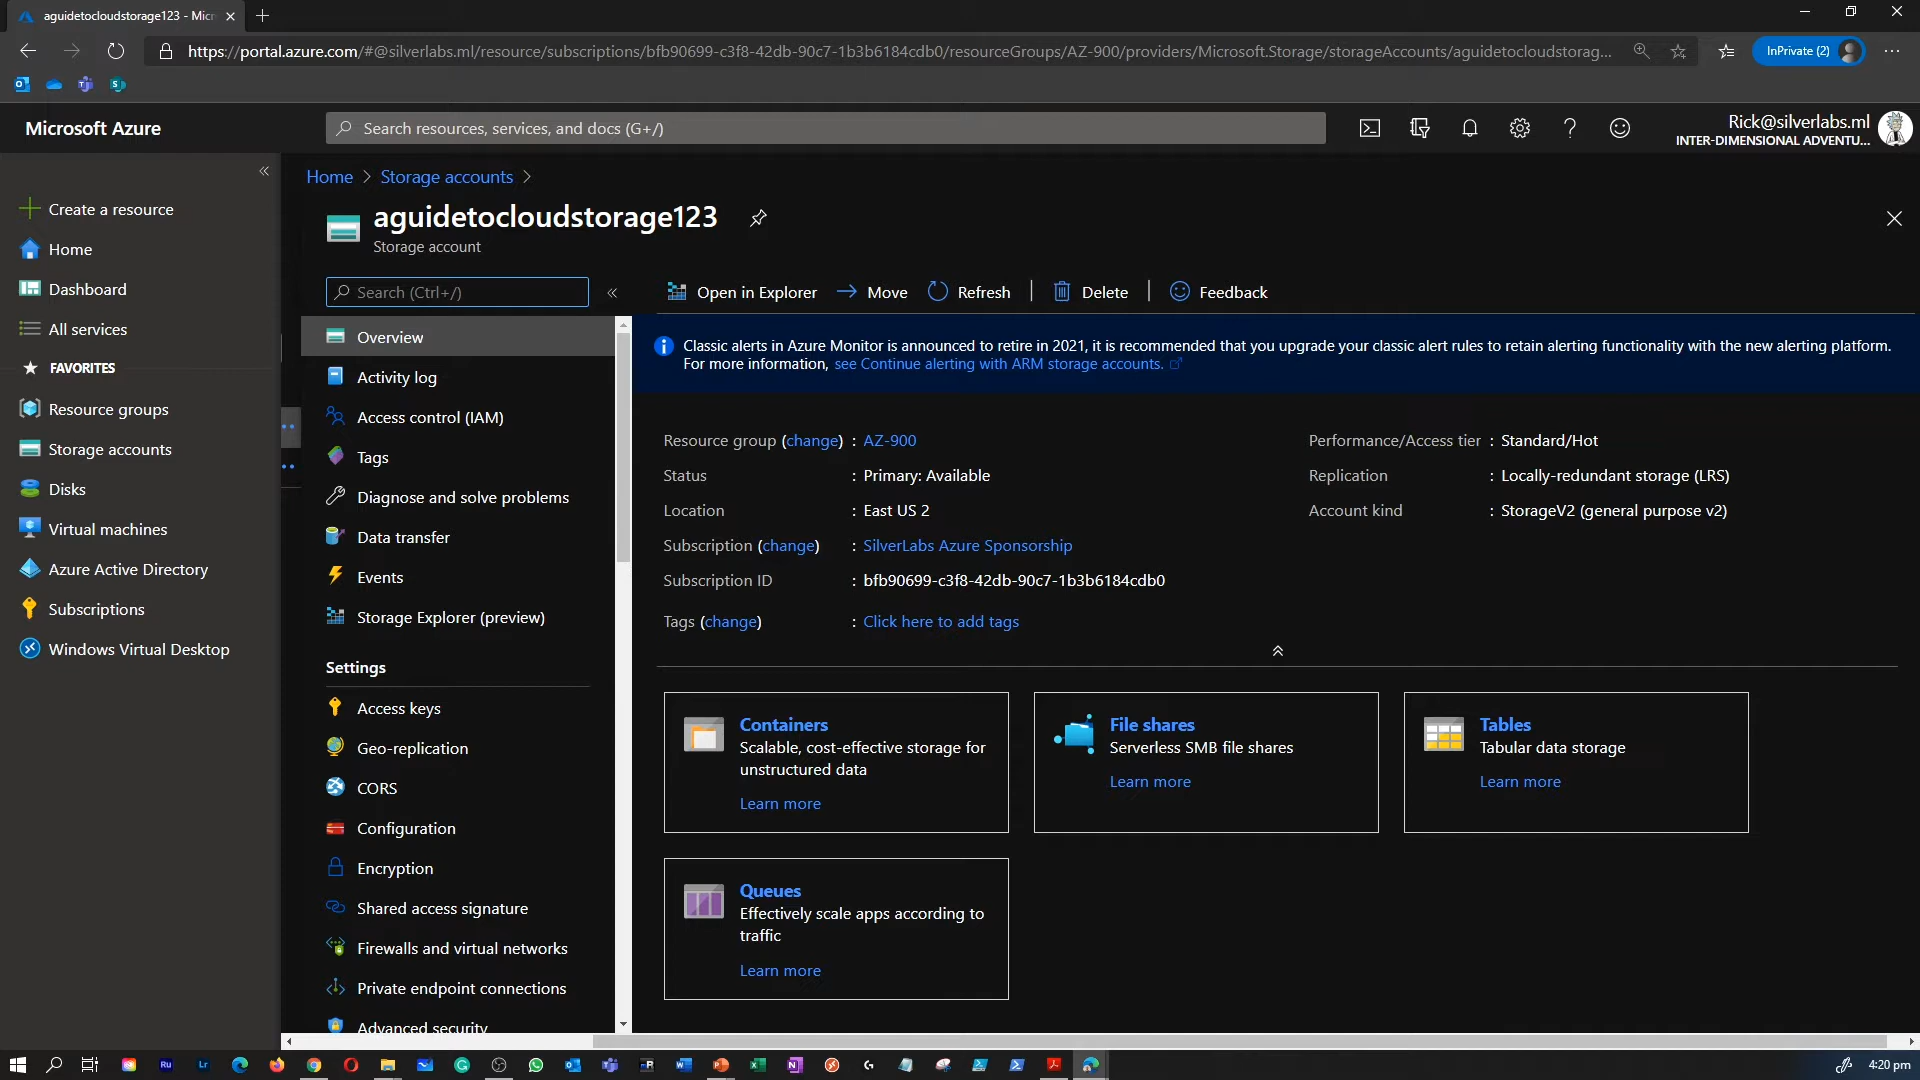 aguidetocloudstorage123 - Micr
https://portal.azure.com/#@silverlabs.ml/resource/subscriptions/bfb90699-c3f8-42db-90c7-1b3b6184cdb0/resourceGroups/AZ-900/providers/Microsoft.Storage/storageAccounts/aguidetocloudstorag...
InPrivate (2)
Microsoft Azure
Search resources, services, and docs (G+/)
Rick@silverlabs.ml
INTER-DIMENSIONAL ADVENTU...
Create a resource
Home
Dashboard
All services
FAVORITES
Resource groups
Storage accounts
Disks
Virtual machines
Azure Active Directory
Subscriptions
Windows Virtual Desktop
Home > Storage accounts >
aguidetocloudstorage123
Storage account
Search (Ctrl+/)
Overview
Activity log
Access control (IAM)
Tags
Diagnose and solve problems
Data transfer
Events
Storage Explorer (preview)
Settings
Access keys
Geo-replication
CORS
Configuration
Encryption
Shared access signature
Firewalls and virtual networks
Private endpoint connections
Advanced security
Open in Explorer Move Refresh Delete Feedback
Classic alerts in Azure Monitor is announced to retire in 2021, it is recommended that you upgrade your classic alert rules to retain alerting functionality with the new alerting platform.
For more information, see Continue alerting with ARM storage accounts.
Resource group (change) : AZ-900
Status : Primary: Available
Location : East US 2
Subscription (change) : SilverLabs Azure Sponsorship
Subscription ID : bfb90699-c3f8-42db-90c7-1b3b6184cdb0
Tags (change) : Click here to add tags
Performance/Access tier : Standard/Hot
Replication : Locally-redundant storage (LRS)
Account kind : StorageV2 (general purpose v2)
Containers
Scalable, cost-effective storage for
unstructured data
Learn more
File shares
Serverless SMB file shares
Learn more
Tables
Tabular data storage
Learn more
Queues
Effectively scale apps according to
traffic
Learn more
Ru
Lr
4:20 pm